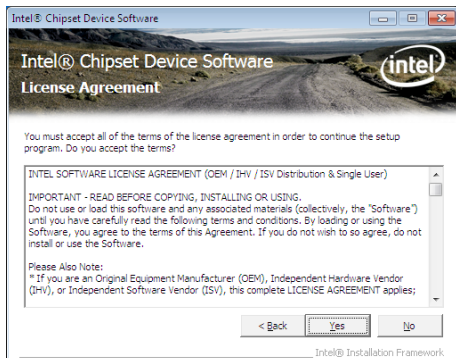 Intel® Chipset Device Software
Intel® Chipset Device Software
License Agreement
intel
You must accept all of the terms of the license agreement in order to continue the setup
program. Do you accept the terms?
INTEL SOFTWARE LICENSE AGREEMENT (OEM / IHV / ISV Distribution & Single User)
IMPORTANT - READ BEFORE COPYING, INSTALLING OR USING.
Do not use or load this software and any associated materials (collectively, the "Software")
until you have carefully read the following terms and conditions. By loading or using the
Software, you agree to the terms of this Agreement. If you do not wish to so agree, do not
install or use the Software.
Please Also Note:
* If you are an Original Equipment Manufacturer (OEM), Independent Hardware Vendor
(IHV), or Independent Software Vendor (ISV), this complete LICENSE AGREEMENT applies;
< Back Yes No
Intel® Installation Framework